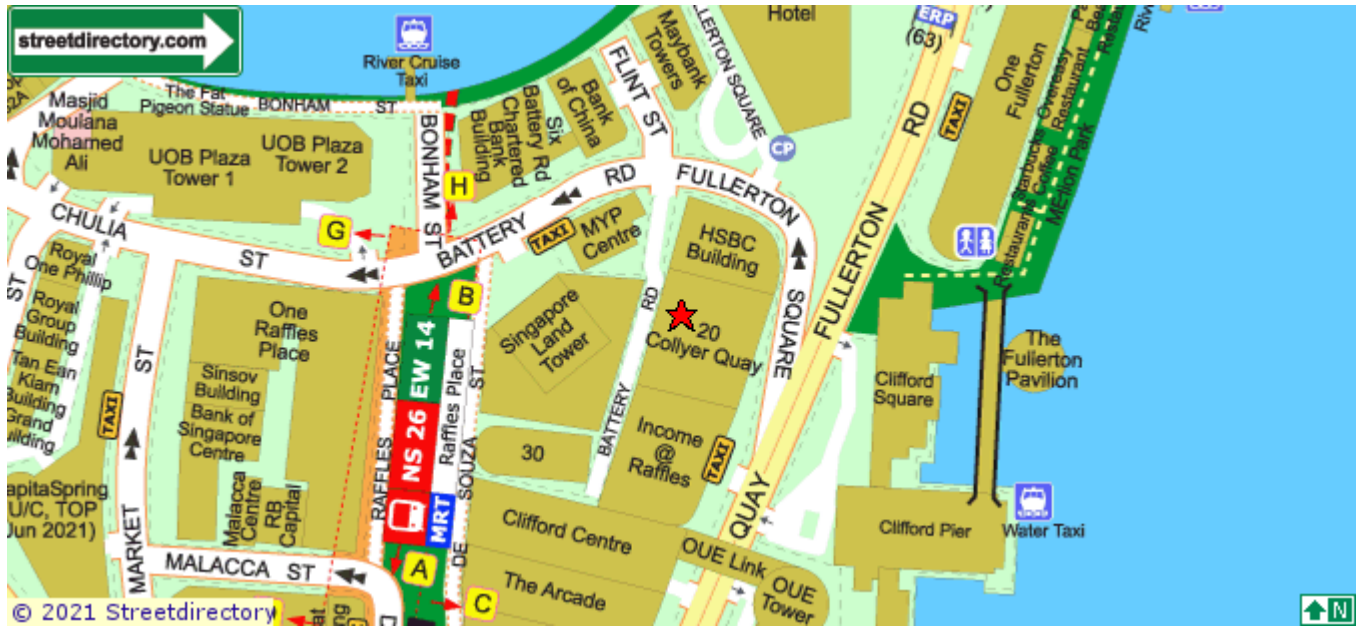 streetdirectory.com
River Cruise
Taxi
Hotel
ERP
(63)
Maybank
Towers
FULLERTON SQUARE
FLINT ST
One
Fullerton
TAXI
Overeasy
Restaurant
Starbucks
Coffee
Restaurants
Merlion Park
Masjid
Moulana
Mohamed
Ali
The Fat
Pigeon Statue
BONHAM ST
BONHAM ST
UOB Plaza
Tower 1
UOB Plaza
Tower 2
Chartered
Bank
Building
Six
Battery Rd
Bank
of China
CP
H
G
B
BATTERY RD
FULLERTON SQUARE
FULLERTON RD
TAXI
MYP
Centre
HSBC
Building
CHULIA ST
Royal
One Phillip
Royal
Group
Building
Tan Ean
Kiam
Building
Grand
Building
ST
One
Raffles
Place
Sinsov
Building
Bank of
Singapore
Centre
Malacca
Centre
RB
Capital
RAFFLES PLACE
NS 26 EW 14
MRT
Raffles Place
DE SOUZA ST
Singapore
Land
Tower
BATTERY RD
20
Collyer Quay
30
Income
@
Raffles
TAXI
FULLERTON
QUAY
Clifford
Square
The
Fullerton
Pavilion
Clifford Pier
Water Taxi
TAXI
MARKET ST
apitaSpring
U/C, TOP
Jun 2021)
MALACCA ST
A
C
Clifford Centre
The Arcade
OUE Link
OUE
Tower
© 2021 Streetdirectory
N